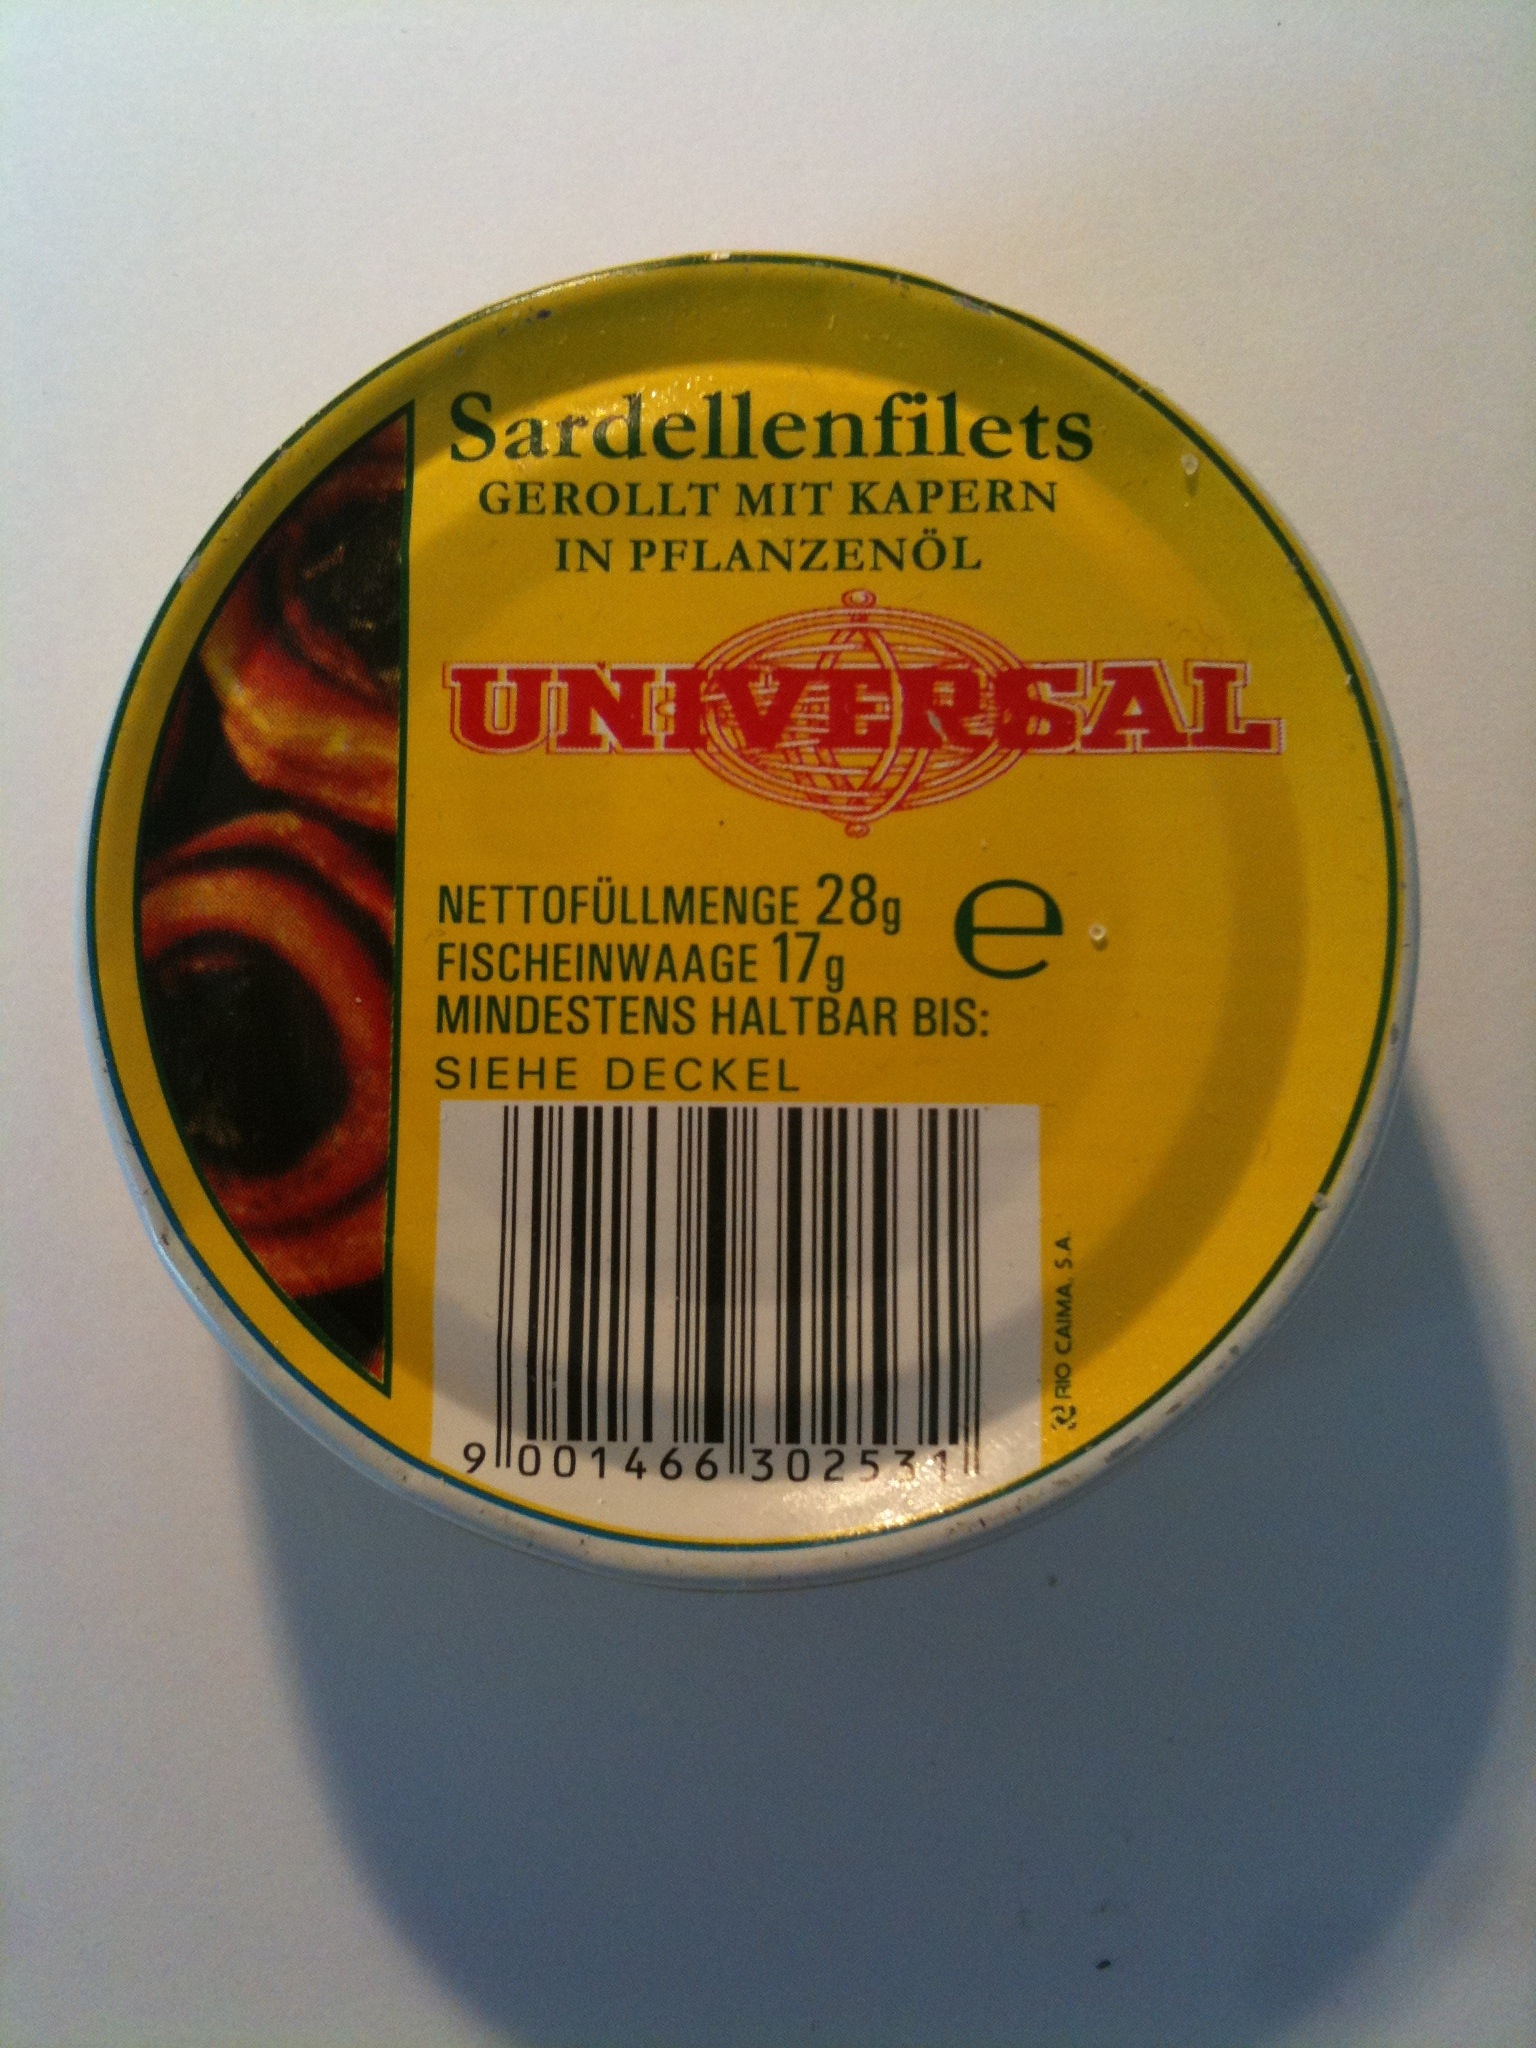 Sardellenfilets
GEROLLT MIT KAPERN
IN PFLANZENÖL
UNIVERSAL
NETTOFÜLLMENGE 28g e
FISCHEINWAAGE 17g
MINDESTENS HALTBAR BIS:
SIEHE DECKEL
9 001466 302531
RIO CAIMA, S.A.